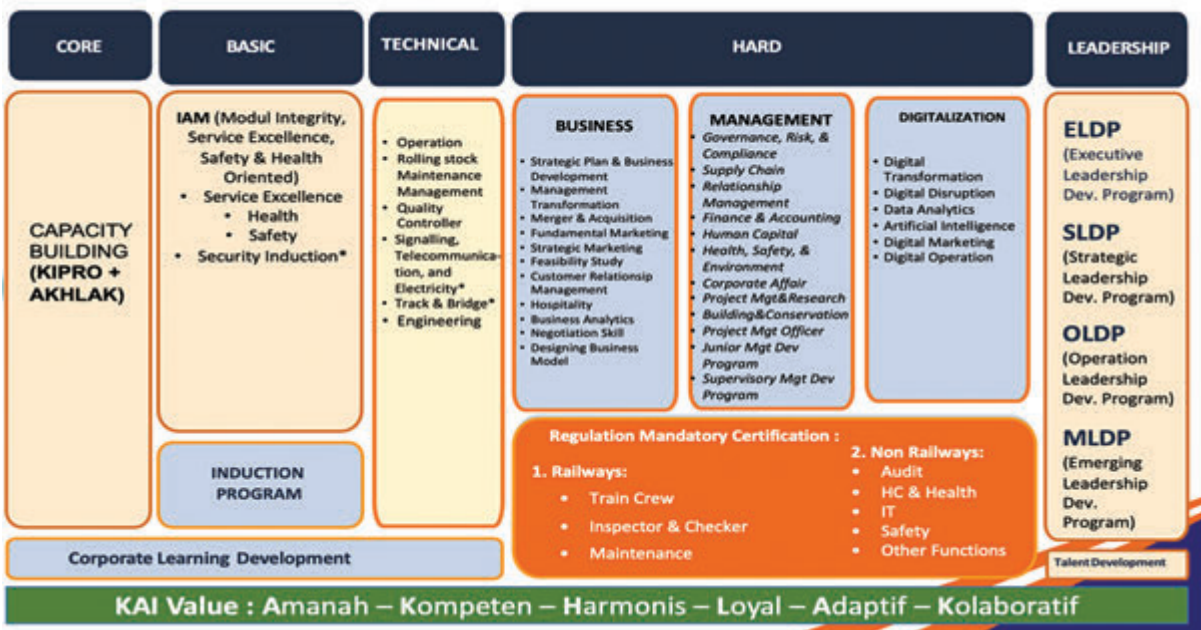 CORE
BASIC
TECHNICAL
HARD
LEADERSHIP
CAPACITY
BUILDING
(KIPRO +
AKHLAK)
IAM (Modul Integrity,
Service Excellence,
Safety & Health
Oriented)
• Service Excellence
• Health
• Safety
• Security Induction*
INDUCTION
PROGRAM
• Operation
• Rolling stock
Maintenance
Management
• Quality
Controller
• Signalling,
Telecommunica-
tion, and
Electricity*
• Track & Bridge*
• Engineering
BUSINESS
• Strategic Plan & Business
Development
• Management
Transformation
• Merger & Acquisition
• Fundamental Marketing
• Strategic Marketing
• Feasibility Study
• Customer Relationsip
Management
• Hospitality
• Business Analytics
• Negotiation Skill
• Designing Business
Model
MANAGEMENT
• Governance, Risk, &
Compliance
• Supply Chain
• Relationship
Management
• Finance & Accounting
• Human Capital
• Health, Safety, &
Environment
• Corporate Affair
• Project Mgt&Research
• Building&Conservation
• Project Mgt Officer
• Junior Mgt Dev
Program
• Supervisory Mgt Dev
Program
DIGITALIZATION
• Digital
Transformation
• Digital Disruption
• Data Analytics
• Artificial Intelligence
• Digital Marketing
• Digital Operation
Regulation Mandatory Certification :
1. Railways:
• Train Crew
• Inspector & Checker
• Maintenance
2. Non Railways:
• Audit
• HC & Health
• IT
• Safety
• Other Functions
ELDP
(Executive
Leadership
Dev. Program)
SLDP
(Strategic
Leadership
Dev. Program)
OLDP
(Operation
Leadership
Dev. Program)
MLDP
(Emerging
Leadership
Dev.
Program)
Corporate Learning Development
Talent Development
KAI Value : Amanah – Kompeten – Harmonis – Loyal – Adaptif – Kolaboratif